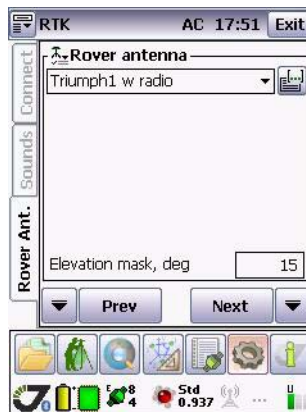 RTK AC 17:51 Exit
Connect
Sounds
Rover Ant.
Rover antenna
Triumph1 w radio
Elevation mask, deg 15
Prev Next
0 E 8 4 Std 0.937 ... U